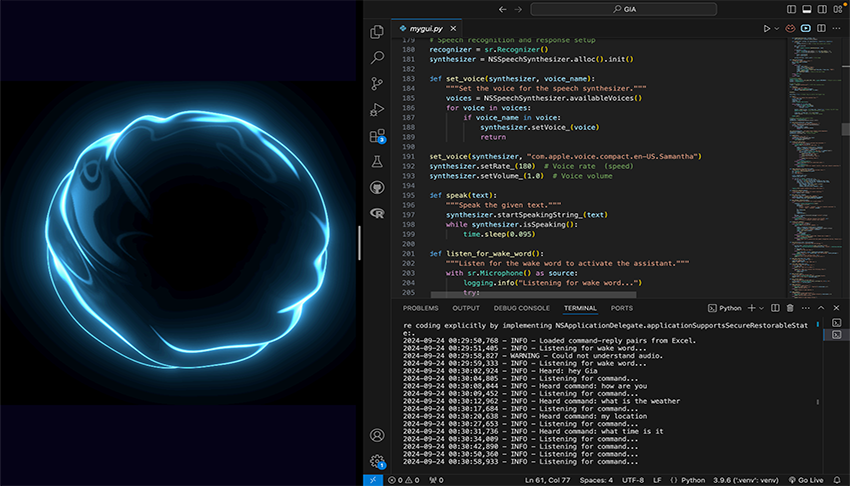 GIA
mygui.py
179 # Speech recognition and response setup
180 recognizer = sr.Recognizer()
181 synthesizer = NSSpeechSynthesizer.alloc().init()
182
183 def set_voice(synthesizer, voice_name):
184 """Set the voice for the speech synthesizer."""
185 voices = NSSpeechSynthesizer.availableVoices()
186 for voice in voices:
187 if voice_name in voice:
188 synthesizer.setVoice_(voice)
189 return
190
191 set_voice(synthesizer, "com.apple.voice.compact.en-US.Samantha")
192 synthesizer.setRate_(180) # Voice rate (speed)
193 synthesizer.setVolume_(1.0) # Voice volume
194
195 def speak(text):
196 """Speak the given text."""
197 synthesizer.startSpeakingString_(text)
198 while synthesizer.isSpeaking():
199 time.sleep(0.095)
200
201 def listen_for_wake_word():
202 """Listen for the wake word to activate the assistant."""
203 with sr.Microphone() as source:
204 logging.info("Listening for wake word...")
205 try:
PROBLEMS OUTPUT DEBUG CONSOLE TERMINAL PORTS Python
re coding explicitly by implementing NSApplicationDelegate.applicationSupportsSecureRestorableStat
e:.
2024-09-24 00:29:50,768 - INFO - Loaded command-reply pairs from Excel.
2024-09-24 00:29:51,405 - INFO - Listening for wake word...
2024-09-24 00:29:58,827 - WARNING - Could not understand audio.
2024-09-24 00:29:59,333 - INFO - Listening for wake word...
2024-09-24 00:30:02,924 - INFO - Heard: hey Gia
2024-09-24 00:30:04,805 - INFO - Listening for command...
2024-09-24 00:30:08,044 - INFO - Heard command: how are you
2024-09-24 00:30:09,452 - INFO - Listening for command...
2024-09-24 00:30:12,962 - INFO - Heard command: what is the weather
2024-09-24 00:30:17,684 - INFO - Listening for command...
2024-09-24 00:30:20,638 - INFO - Heard command: my location
2024-09-24 00:30:27,653 - INFO - Listening for command...
2024-09-24 00:30:31,736 - INFO - Heard command: what time is it
2024-09-24 00:30:34,009 - INFO - Listening for command...
2024-09-24 00:30:42,890 - INFO - Listening for command...
2024-09-24 00:30:50,360 - INFO - Listening for command...
2024-09-24 00:30:58,933 - INFO - Listening for command...
0 0 0 Ln 61, Col 77 Spaces: 4 UTF-8 LF Python 3.9.6 ('.venv': venv) Go Live